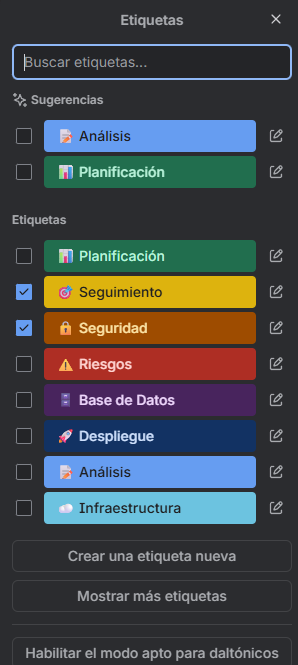 Etiquetas
Buscar etiquetas...
Sugerencias
Análisis
Planificación
Etiquetas
Planificación
Seguimiento
Seguridad
Riesgos
Base de Datos
Despliegue
Análisis
Infraestructura
Crear una etiqueta nueva
Mostrar más etiquetas
Habilitar el modo apto para daltónicos